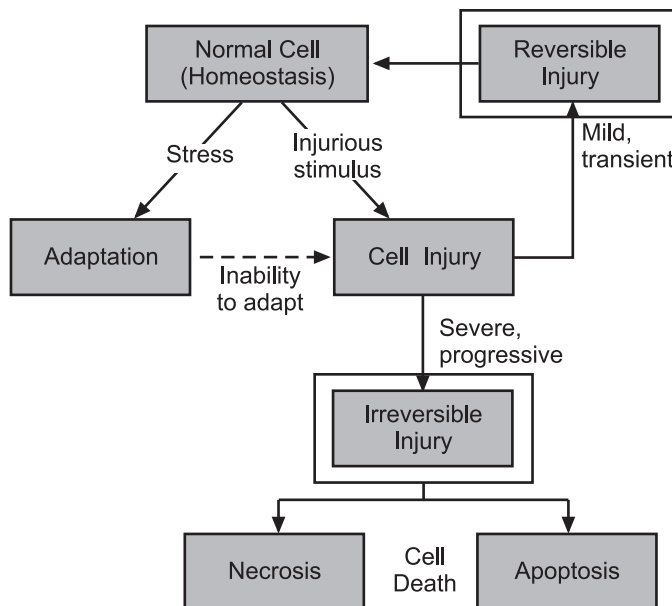 Normal Cell
(Homeostasis)
Reversible
Injury
Stress
Injurious
stimulus
Mild,
transient
Adaptation
Inability
to adapt
Cell Injury
Severe,
progressive
Irreversible
Injury
Necrosis
Cell
Death
Apoptosis